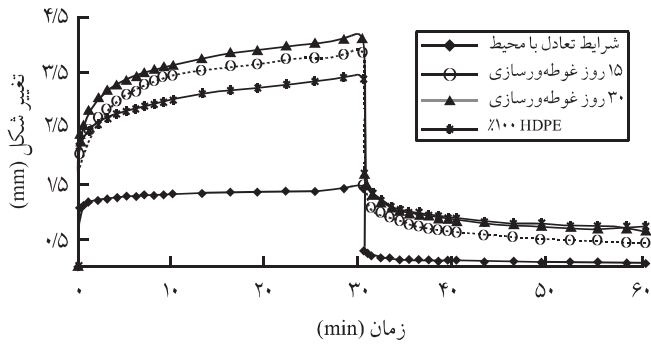 ۴/۵
۳/۵
۲/۵
۱/۵
۰/۵
تغییر شکل (mm)
شرایط تعادل با محیط
۱۵ روز غوطه‌ورسازی
۳۰ روز غوطه‌ورسازی
٪۱۰۰ HDPE
۰ ۱۰ ۲۰ ۳۰ ۴۰ ۵۰ ۶۰
زمان (min)